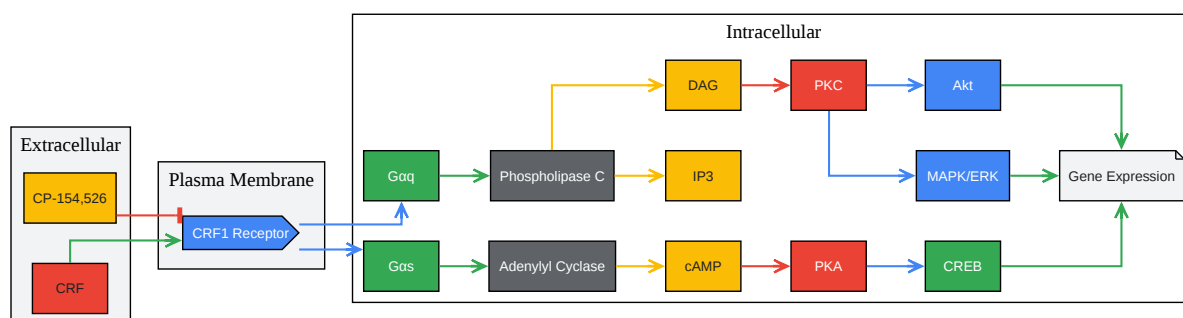 Extracellular
CP-154,526
CRF
Plasma Membrane
CRF1 Receptor
Intracellular
DAG
PKC
Akt
Gαq
Phospholipase C
IP3
MAPK/ERK
Gene Expression
Gαs
Adenylyl Cyclase
cAMP
PKA
CREB